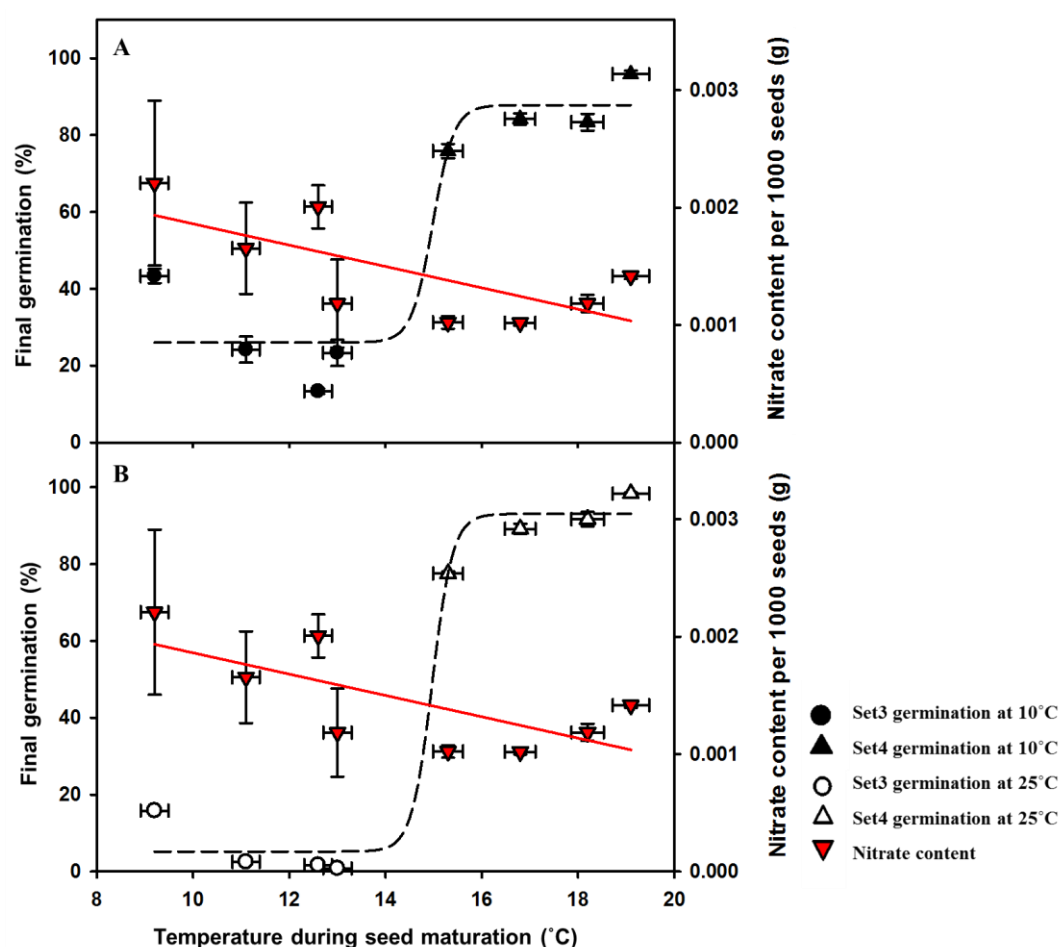 A
100
80
60
40
20
0
Final germination (%)
0.003
0.002
0.001
0.000
Nitrate content per 1000 seeds (g)
B
100
80
60
40
20
0
Final germination (%)
0.003
0.002
0.001
0.000
Nitrate content per 1000 seeds (g)
8 10 12 14 16 18 20
Temperature during seed maturation (˚C)
Set3 germination at 10˚C
Set4 germination at 10˚C
Set3 germination at 25˚C
Set4 germination at 25˚C
Nitrate content